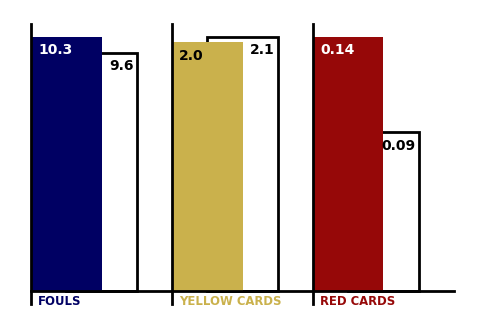 10.3
9.6
2.0
2.1
0.14
0.09
FOULS
YELLOW CARDS
RED CARDS